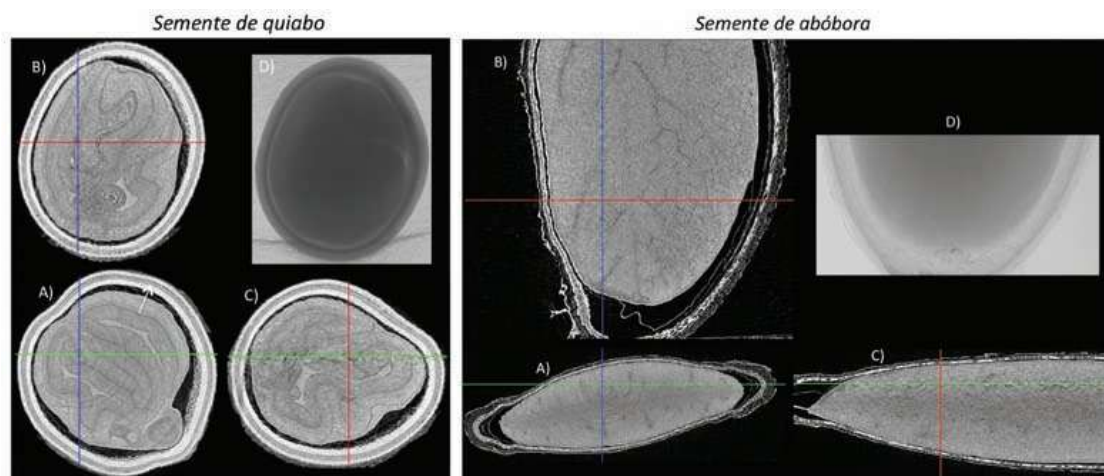 Semente de quiabo
Semente de abóbora
B)
D)
A)
C)
B)
D)
A)
C)